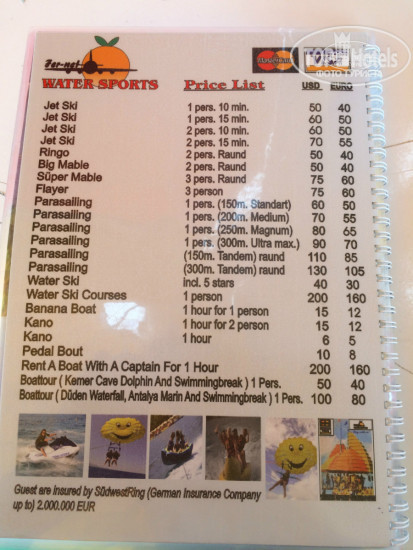 Fer-nat
WATER SPORTS Price List USD EURO
MasterCard
TopHotels
ФОТО ОТЕЛЕЙ
Jet Ski 1 pers. 10 min. 50 40
Jet Ski 1 pers. 15 min. 60 50
Jet Ski 2 pers. 10 min. 60 50
Jet Ski 2 pers. 15 min. 70 55
Ringo 2 pers. Raund 50 40
Big Mable 2 pers. Raund 50 40
Süper Mable 3 pers. Raund 75 60
Flayer 3 person 75 60
Parasailing 1 pers. (150m. Standart) 60 50
Parasailing 1 pers. (200m. Medium) 70 55
Parasailing 1 pers. (250m. Magnum) 80 65
Parasailing 1 pers. (300m. Ultra max.) 90 70
Parasailing (150m. Tandem) raund 110 85
Parasailing (300m. Tandem) raund 130 105
Water Ski incl. 5 stars 40 30
Water Ski Courses 1 person 200 160
Banana Boat 1 hour for 1 person 15 12
Kano 1 hour for 2 person 15 12
Kano 1 hour 6 5
Pedal Bout 10 8
Rent A Boat With A Captain For 1 Hour 200 160
Boattour ( Kemer Cave Dolphin And Swimmingbreak ) 1 Pers. 50 40
Boattour ( Düden Waterfall, Antalya Marin And Swimmingbreak ) 1 Pers. 100 80
Guest are insured by SüdwestRing (German Insurance Company
up to) 2.000.000 EUR